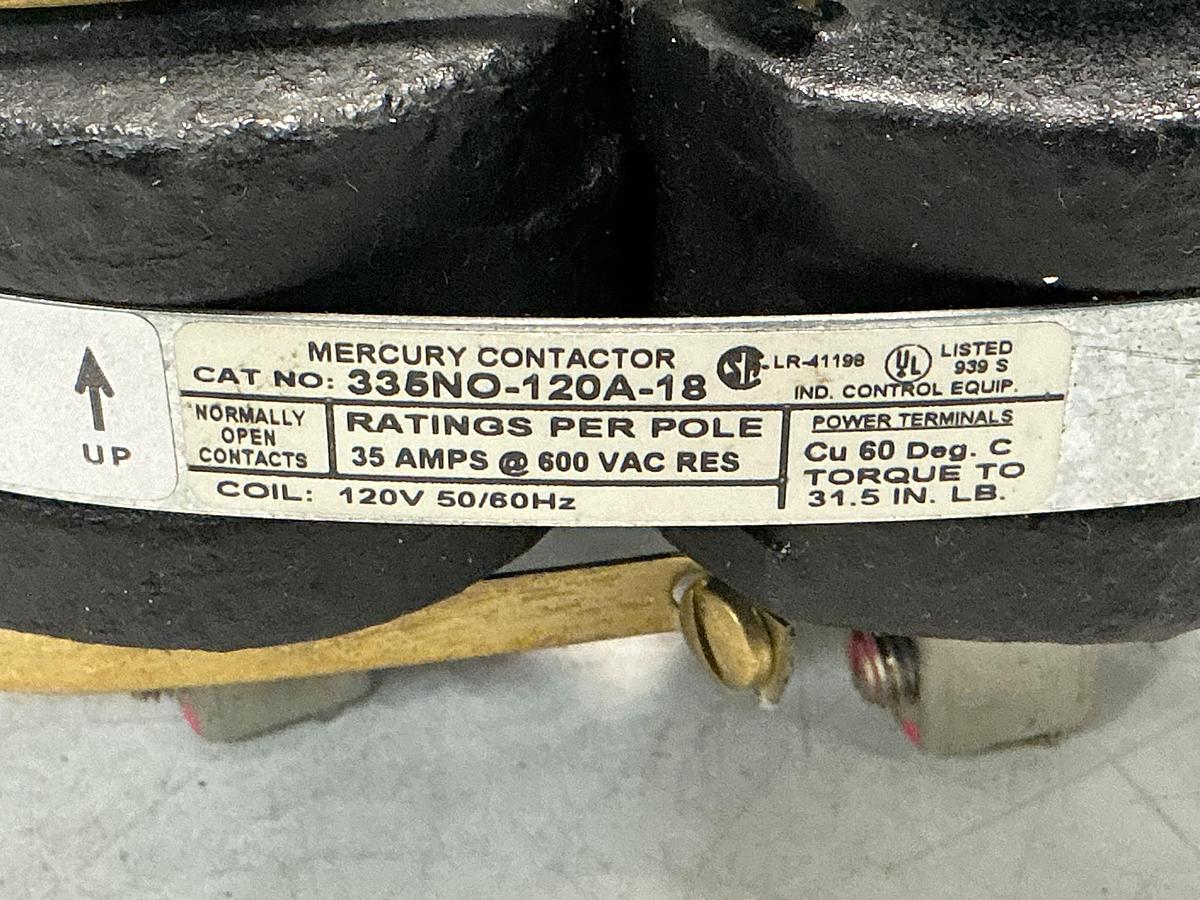 UP
MERCURY CONTACTOR
CAT NO: 335NO-120A-18
LR-41198
UL
LISTED
939 S
IND. CONTROL EQUIP.
NORMALLY
OPEN
CONTACTS
RATINGS PER POLE
35 AMPS @ 600 VAC RES
COIL: 120V 50/60Hz
POWER TERMINALS
Cu 60 Deg. C
TORQUE TO
31.5 IN. LB.